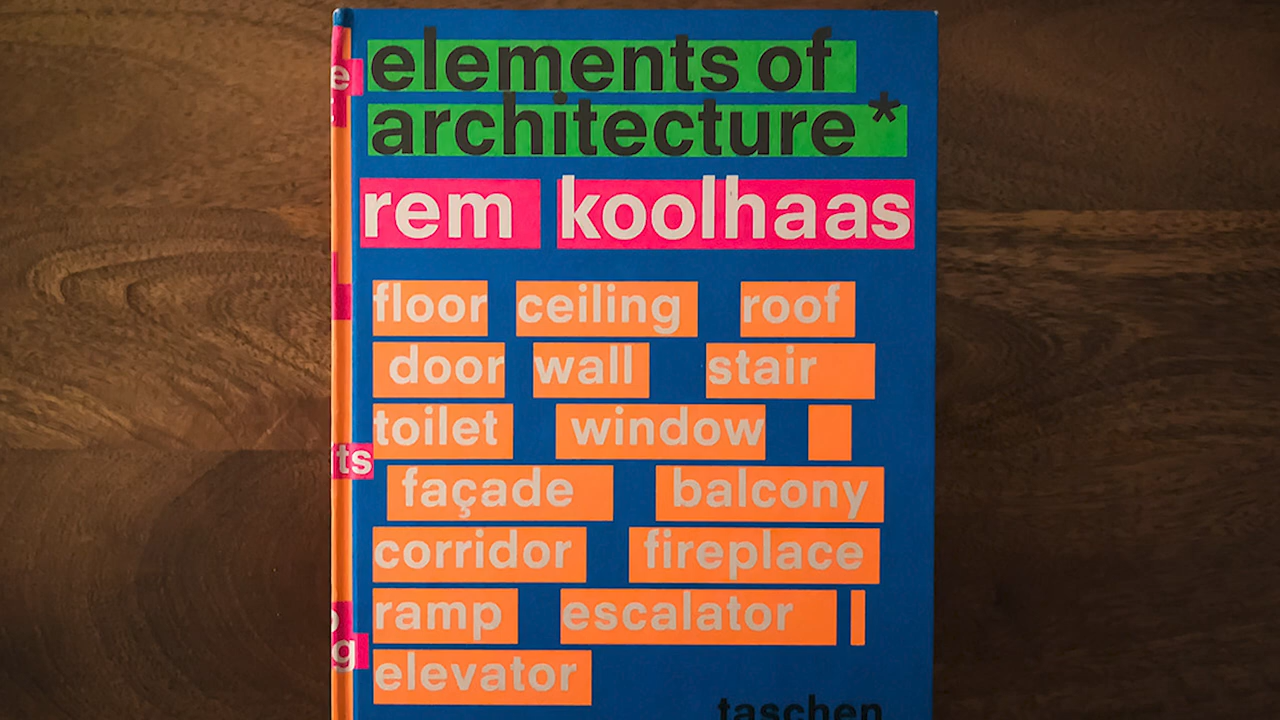 elements of
architecture*
rem koolhaas
floor ceiling roof
door wall stair
toilet window
façade balcony
corridor fireplace
ramp escalator
elevator
taschen